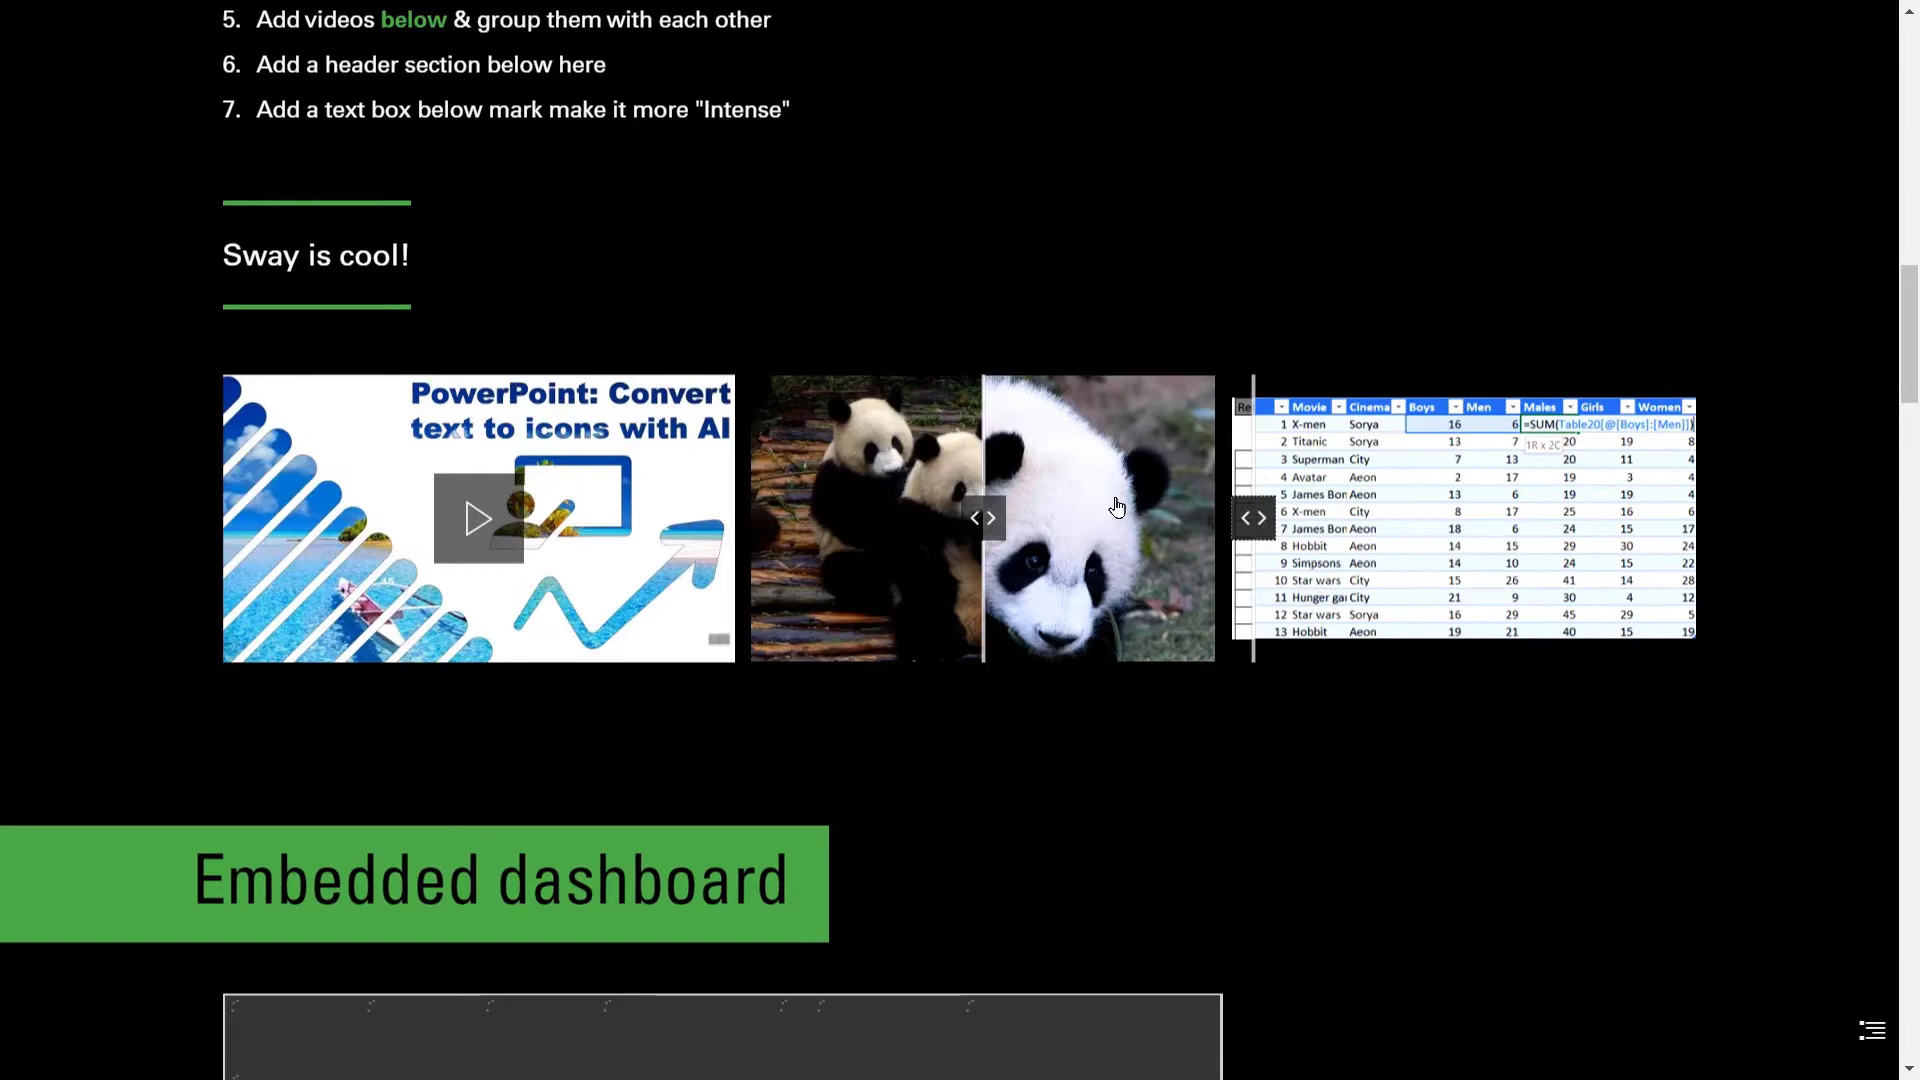 5. Add videos below & group them with each other
6. Add a header section below here
7. Add a text box below mark make it more "Intense"
Sway is cool!
PowerPoint: Convert
text to icons with AI
Re Movie Cinema Boys Men Males Girls Women
1 X-men Sorya 16 6 =SUM(Table20[@[Boys]:[Men]])
1R x 2C
2 Titanic Sorya 13 7 20 19 8
3 Superman City 7 13 20 11 4
4 Avatar Aeon 2 17 19 3 4
5 James Bon Aeon 13 6 19 19 4
6 X-men City 8 17 25 16 6
7 James Bon Aeon 18 6 24 15 17
8 Hobbit Aeon 14 15 29 30 24
9 Simpsons Aeon 14 10 24 15 22
10 Star wars City 15 26 41 14 28
11 Hunger gai City 21 9 30 4 12
12 Star wars Sorya 16 29 45 29 5
13 Hobbit Aeon 19 21 40 15 19
Embedded dashboard